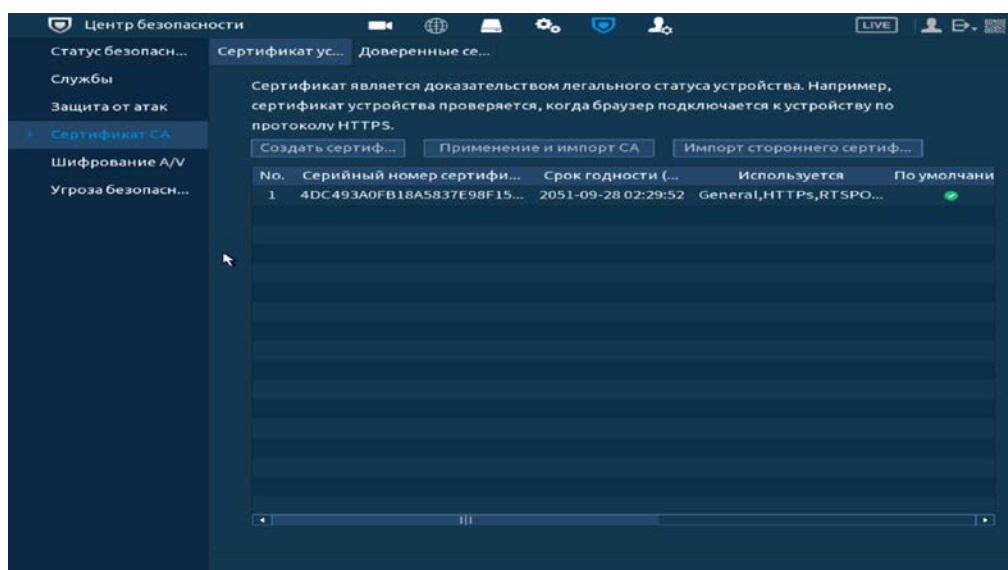 Центр безопасности
LIVE
Статус безопасн...
Службы
Защита от атак
Сертификат CA
Шифрование A/V
Угроза безопасн...
Сертификат ус...
Доверенные се...
Сертификат является доказательством легального статуса устройства. Например,
сертификат устройства проверяется, когда браузер подключается к устройству по
протоколу HTTPS.
Создать сертиф...
Применение и импорт CA
Импорт стороннего сертиф...
No. Серийный номер сертифи... Срок годности (... Используется По умолчани
1 4DC493A0FB18A5837E98F15... 2051-09-28 02:29:52 General,HTTPs,RTSPO...